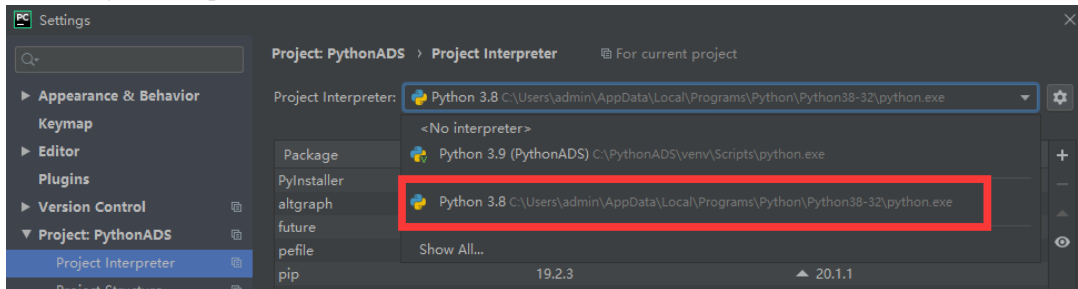 PC Settings
Project: PythonADS › Project Interpreter For current project
Appearance & Behavior
Project Interpreter: Python 3.8 C:\Users\admin\AppData\Local\Programs\Python\Python38-32\python.exe
Keymap
<No interpreter>
Editor
Package
Python 3.9 (PythonADS) C:\PythonADS\venv\Scripts\python.exe
Plugins
PyInstaller
Version Control
altgraph
Python 3.8 C:\Users\admin\AppData\Local\Programs\Python\Python38-32\python.exe
Project: PythonADS
future
pefile
Show All...
Project Interpreter
pip 19.2.3 20.1.1
Project Structure